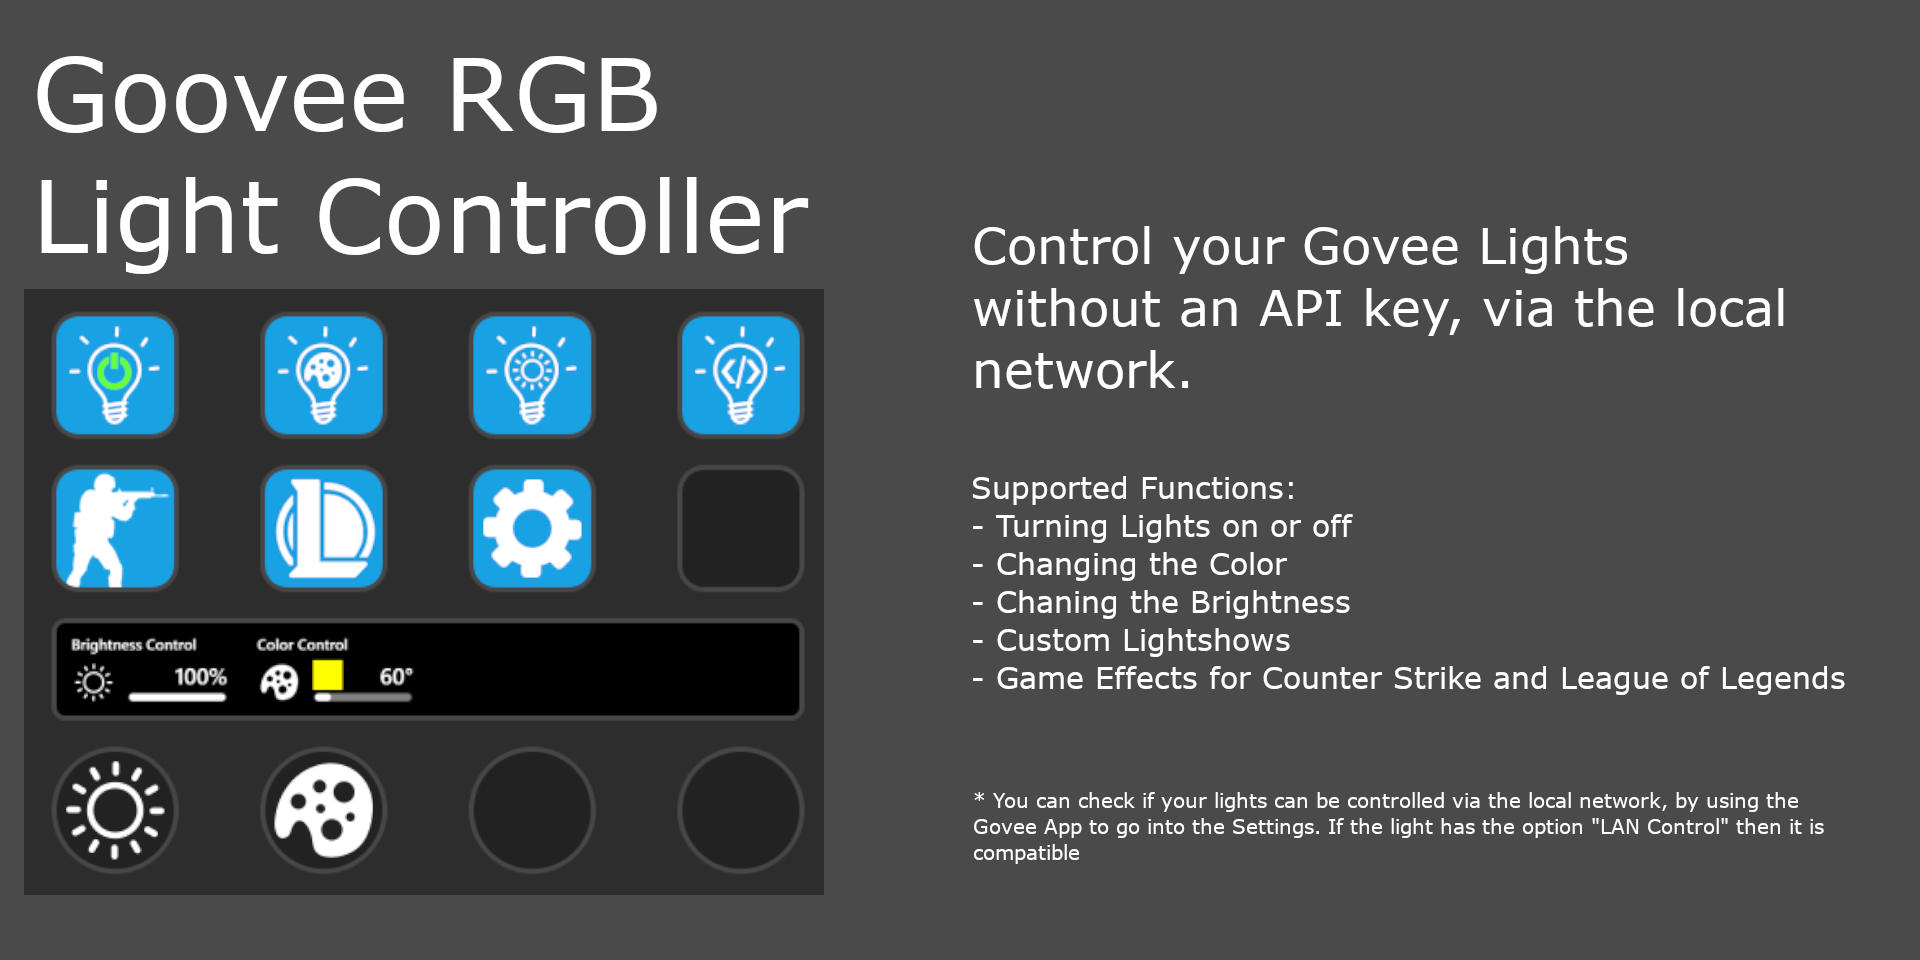 Goovee RGB
Light Controller
Brightness Control
100%
Color Control
60°
Control your Govee Lights
without an API key, via the local
network.
Supported Functions:
- Turning Lights on or off
- Changing the Color
- Chaning the Brightness
- Custom Lightshows
- Game Effects for Counter Strike and League of Legends
* You can check if your lights can be controlled via the local network, by using the
Govee App to go into the Settings. If the light has the option "LAN Control" then it is
compatible